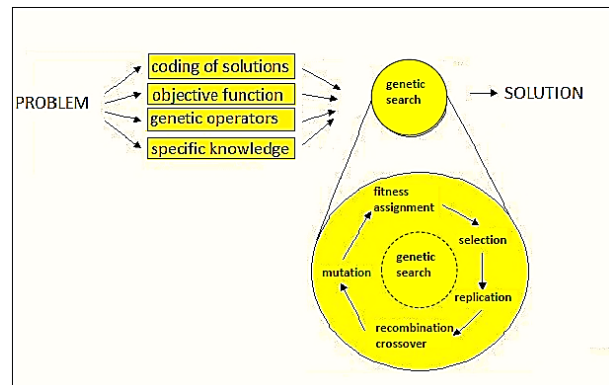 PROBLEM
coding of solutions
objective function
genetic operators
specific knowledge
genetic
search
SOLUTION
fitness
assignment
selection
replication
recombination
crossover
mutation
genetic
search